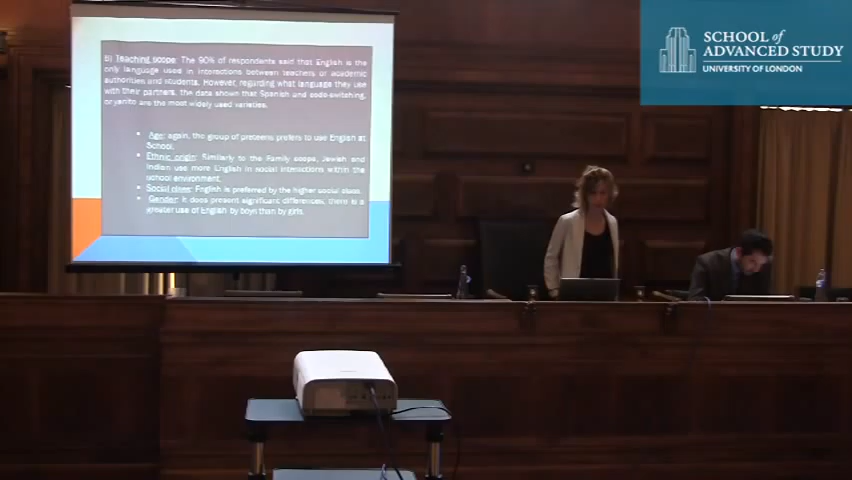 B) Teaching scope: The 90% of respondents said that English is the
only language used in interactions between teachers or academic
authorities and students. However, regarding what language they use
with their partners, the data shown that Spanish and code-switching,
or yanito are the most widely used varieties.
Age: again, the group of preteens prefers to use English at
School.
Ethnic origin: Similarly to the Family scope, Jewish and
Indian use more English in social interactions within the
school environment.
Social class: English is preferred by the higher social class.
Gender: It does present significant differences, there is a
greater use of English by boys than by girls.
SCHOOL of
ADVANCED STUDY
UNIVERSITY OF LONDON